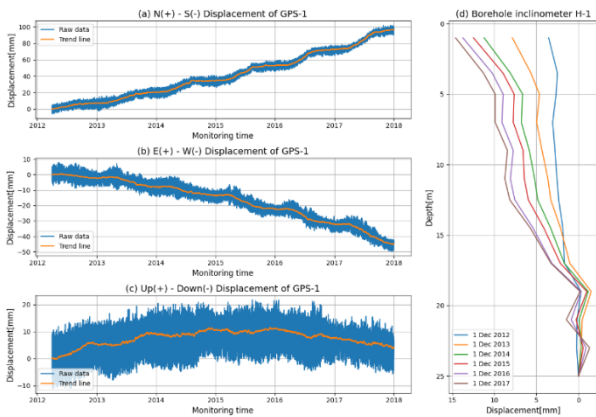 (a) N(+) - S(-) Displacement of GPS-1
Displacement[mm]
100
80
60
40
20
0
Raw data
Trend line
2012 2013 2014 2015 2016 2017 2018
Monitoring time
(b) E(+) - W(-) Displacement of GPS-1
Displacement[mm]
10
0
-10
-20
-30
-40
-50
Raw data
Trend line
2012 2013 2014 2015 2016 2017 2018
Monitoring time
(c) Up(+) - Down(-) Displacement of GPS-1
Displacement[mm]
20
10
0
-10
Raw data
Trend line
2012 2013 2014 2015 2016 2017 2018
Monitoring time
(d) Borehole inclinometer H-1
Depth[m]
0
5
10
15
20
25
1 Dec 2012
1 Dec 2013
1 Dec 2014
1 Dec 2015
1 Dec 2016
1 Dec 2017
15 10 5 0
Displacement[mm]